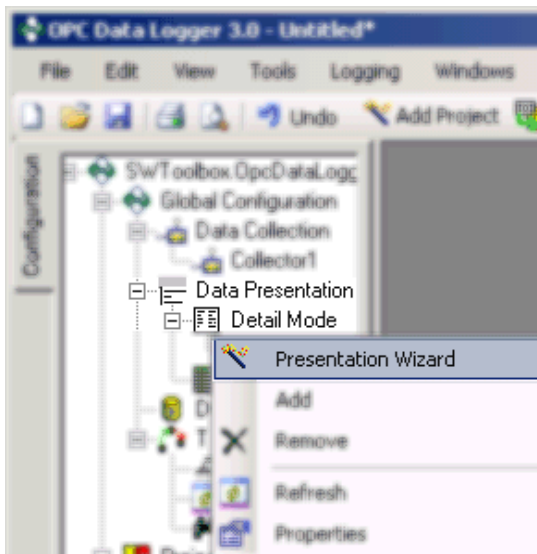 OPC Data Logger 3.0 - Untitled*
File Edit View Tools Logging Windows
Undo Add Project
Configuration
SWToolbox.OpcDataLogg
Global Configuration
Data Collection
Collector1
Data Presentation
Detail Mode
Presentation Wizard
Add
D
Remove
T
Refresh
Properties